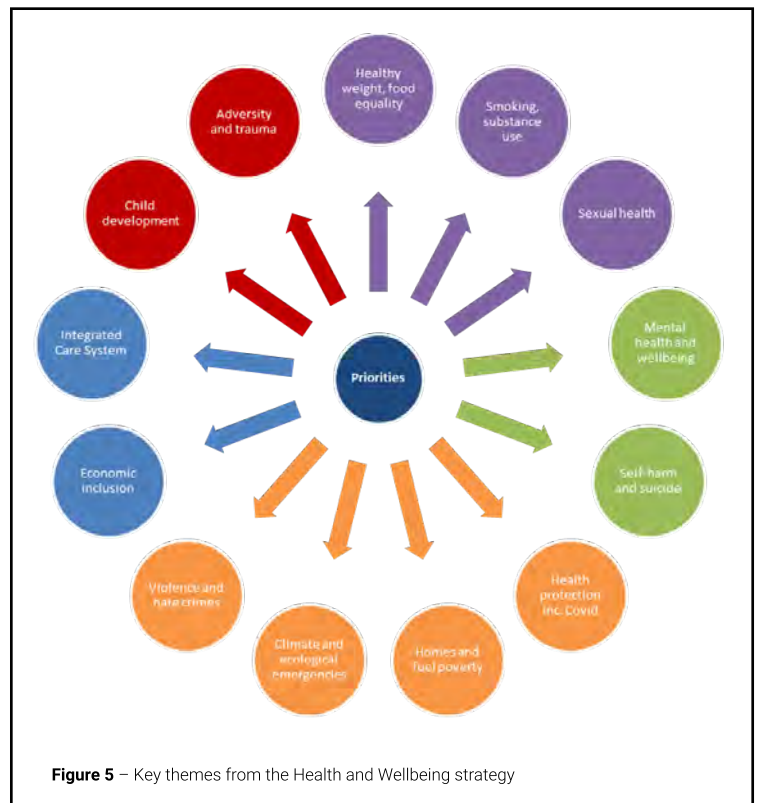 Healthy
weight, food
equality
Smoking,
substance
use
Sexual health
Mental
health and
wellbeing
Self-harm
and suicide
Health
protection
inc. Covid
Homes and
fuel poverty
Climate and
ecological
emergencies
Violence and
hate crimes
Economic
inclusion
Integrated
Care System
Child
development
Adversity
and trauma
Priorities
Figure 5 – Key themes from the Health and Wellbeing strategy